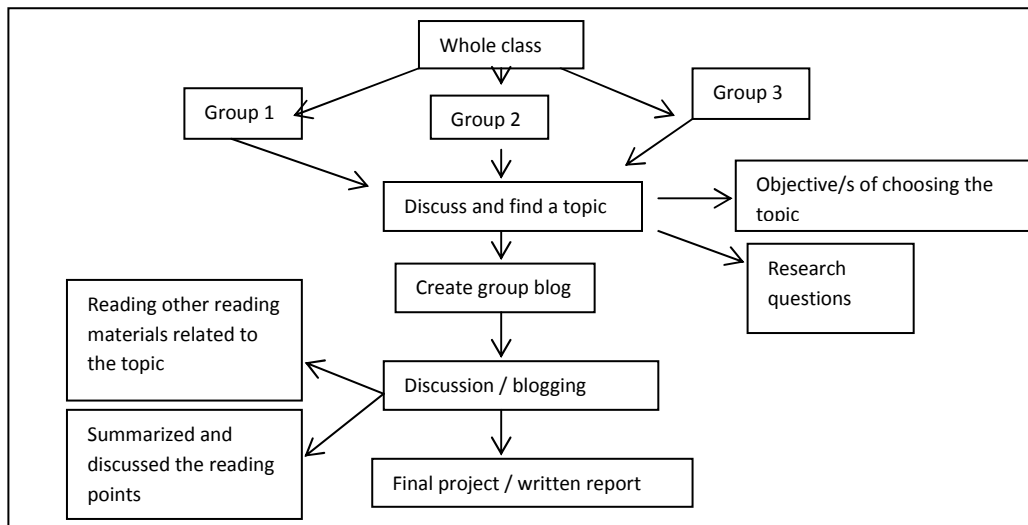 Whole class
Group 1
Group 2
Group 3
Discuss and find a topic
Objective/s of choosing the
topic
Research
questions
Create group blog
Reading other reading
materials related to
the topic
Discussion / blogging
Summarized and
discussed the reading
points
Final project / written report